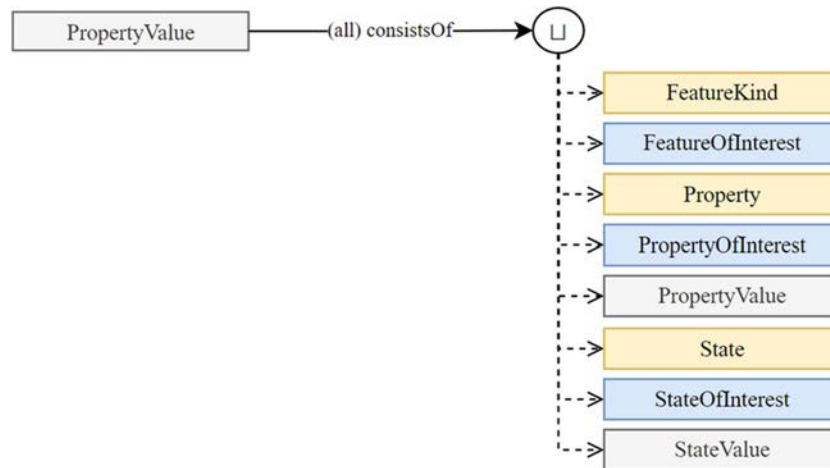 PropertyValue
(all) consistsOf
⊔
FeatureKind
FeatureOfInterest
Property
PropertyOfInterest
PropertyValue
State
StateOfInterest
StateValue